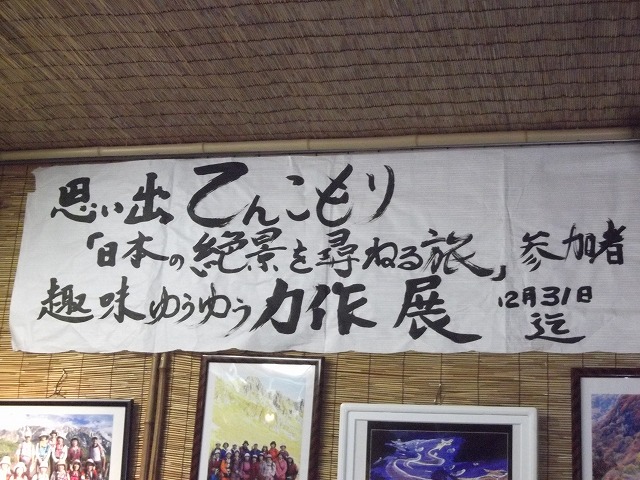 思い出てんこもり
「日本の絶景を尋ねる旅」参加者
趣味ゆうゆう力作展 12月31日
迄